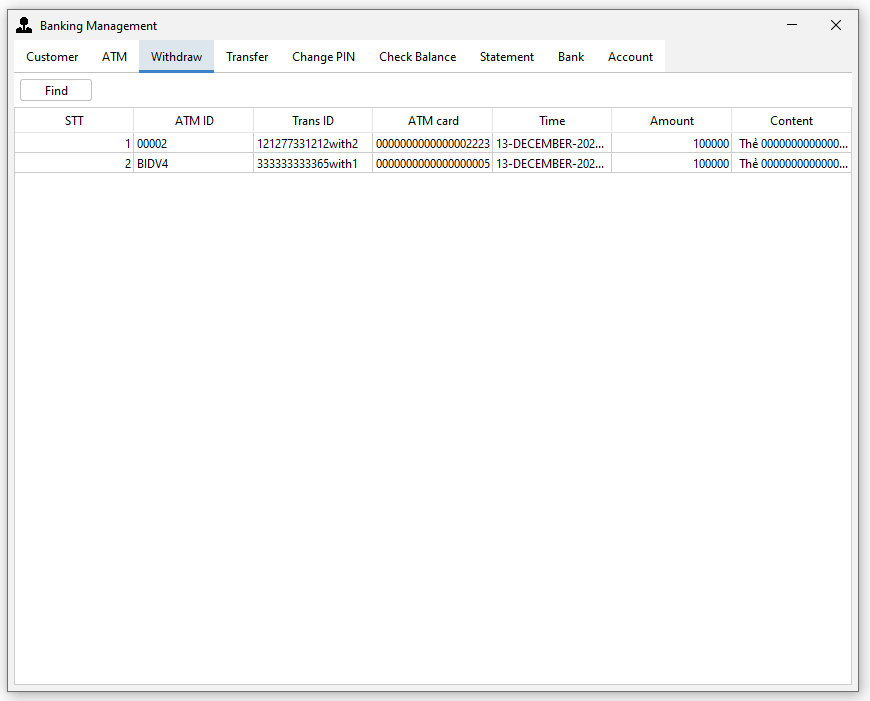 Banking Management
Customer ATM Withdraw Transfer Change PIN Check Balance Statement Bank Account
Find
STT ATM ID Trans ID ATM card Time Amount Content
1 00002 121277331212with2 0000000000000002223 13-DECEMBER-202... 100000 Thẻ 0000000000000...
2 BIDV4 333333333365with1 0000000000000000005 13-DECEMBER-202... 100000 Thẻ 0000000000000...